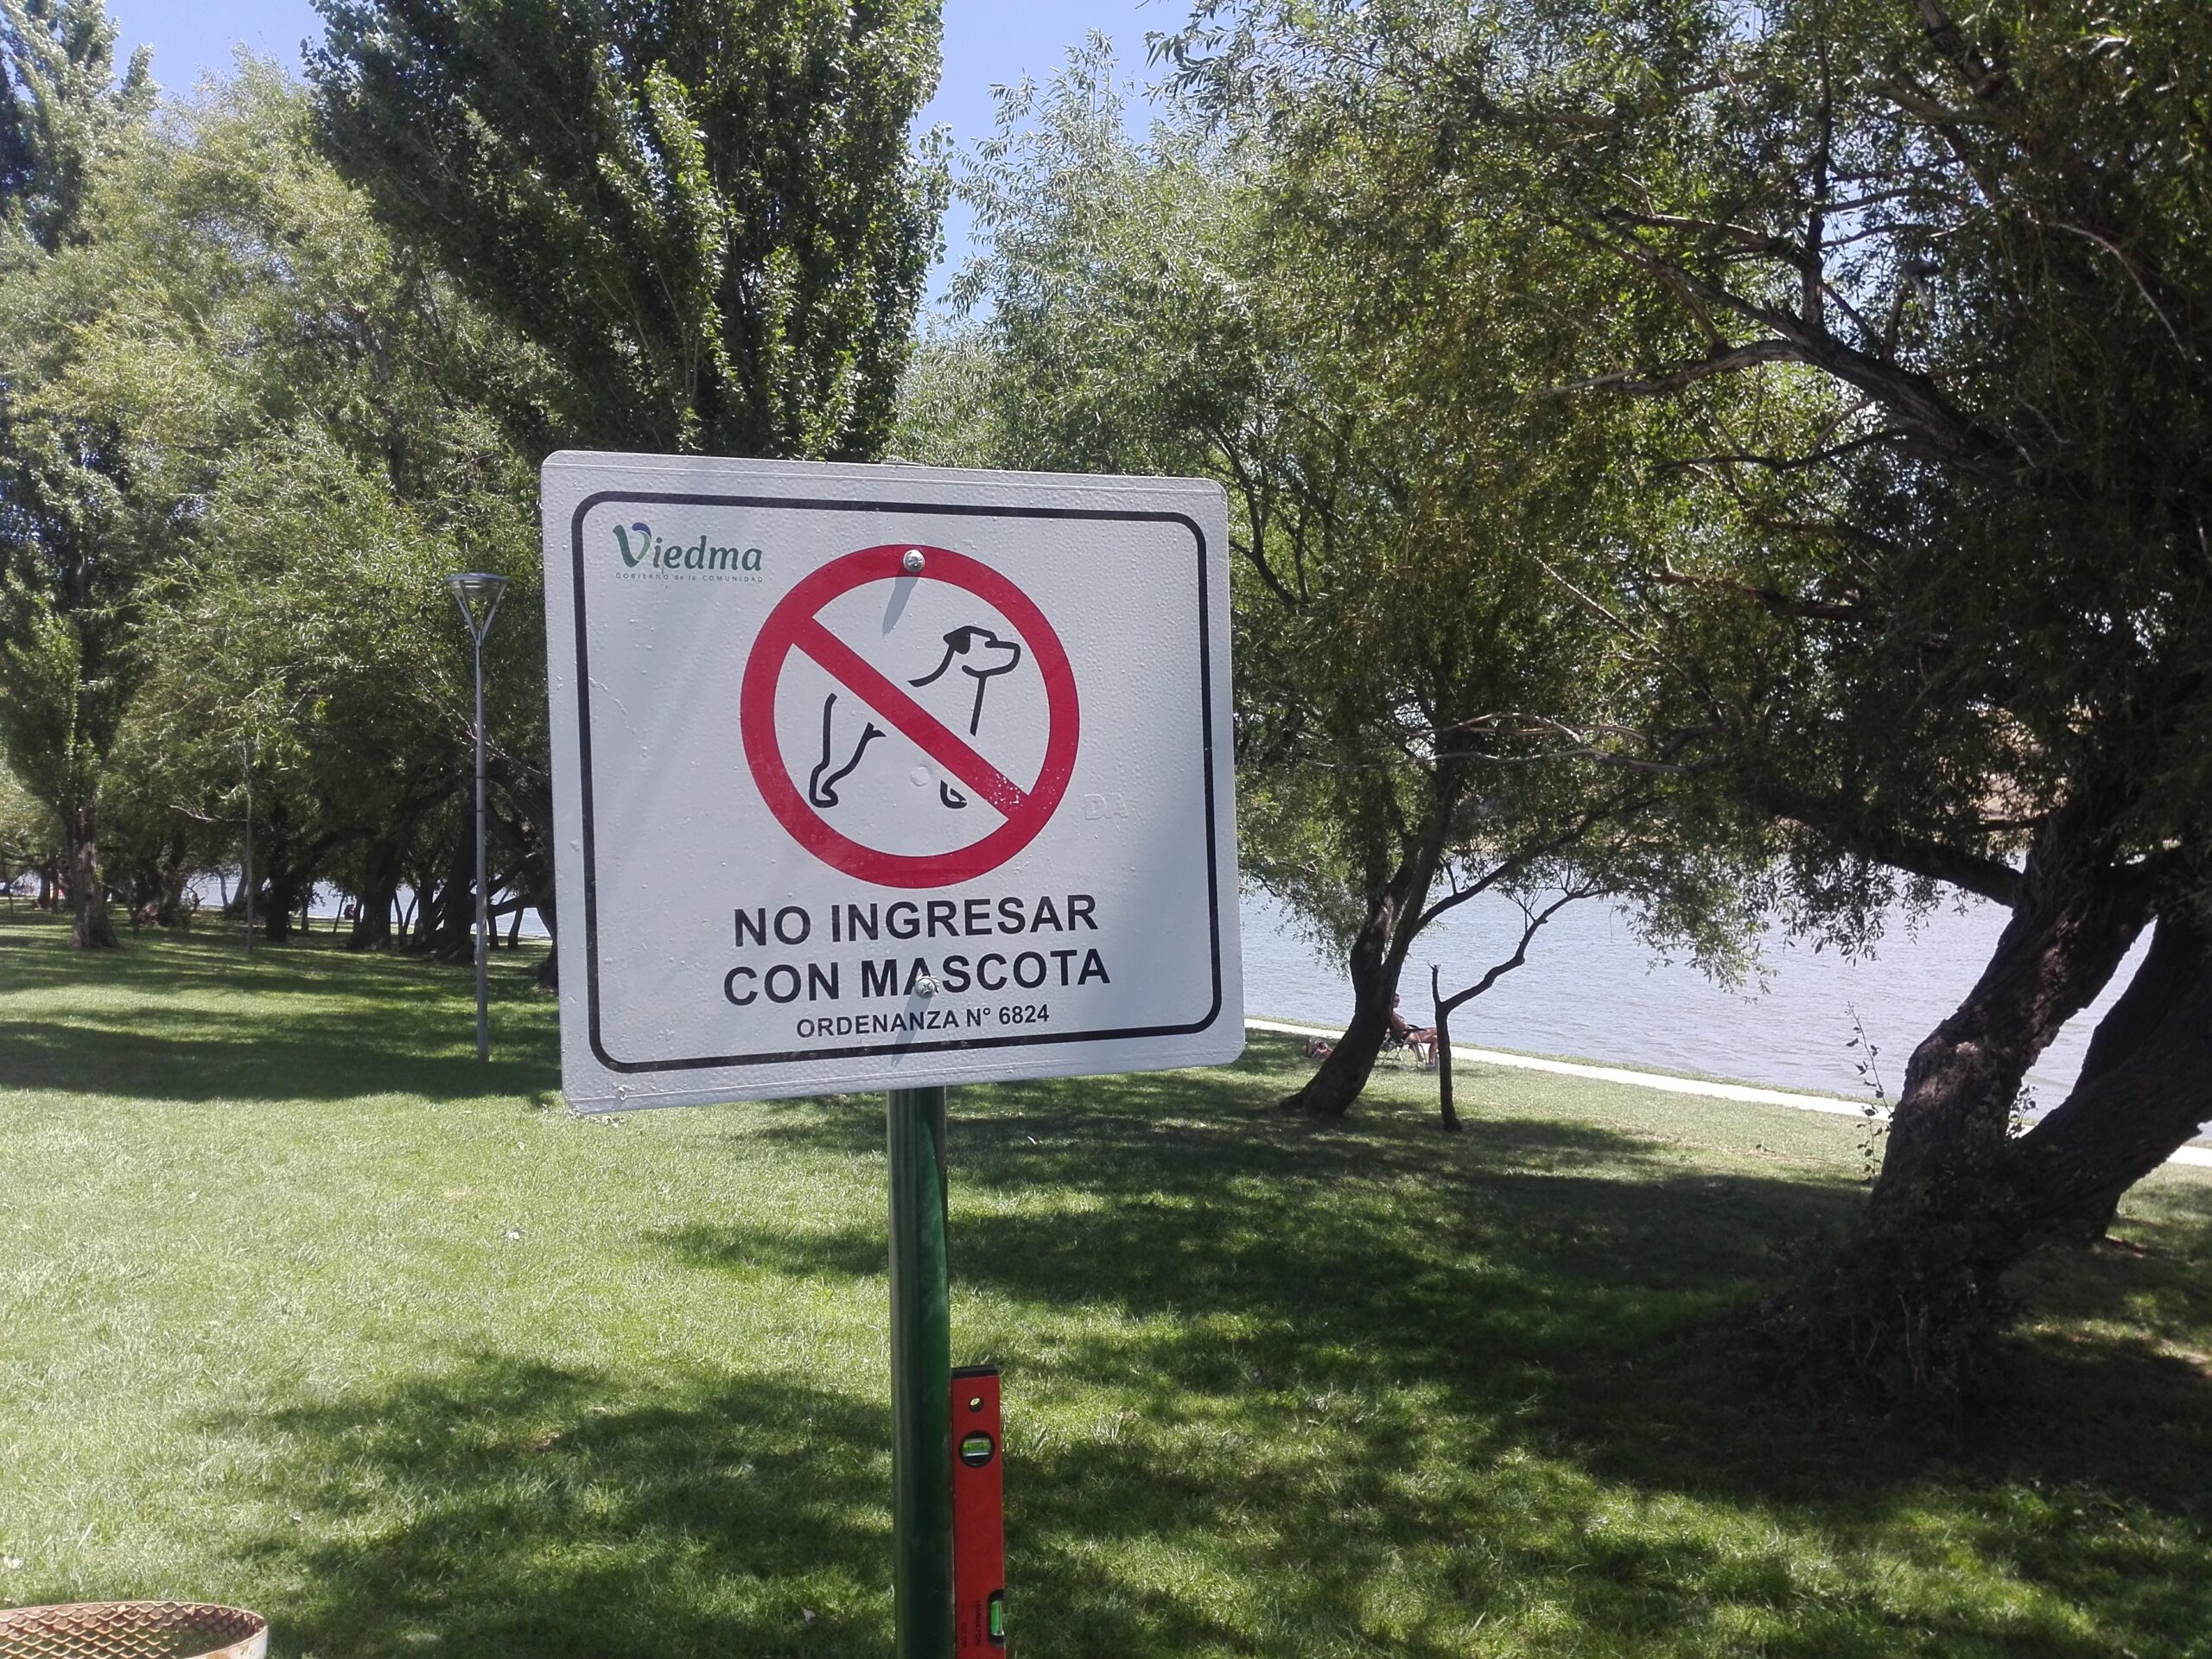 Viedma
GOBIERNO de la COMUNIDAD
NO INGRESAR
CON MASCOTA
ORDENANZA N° 6824